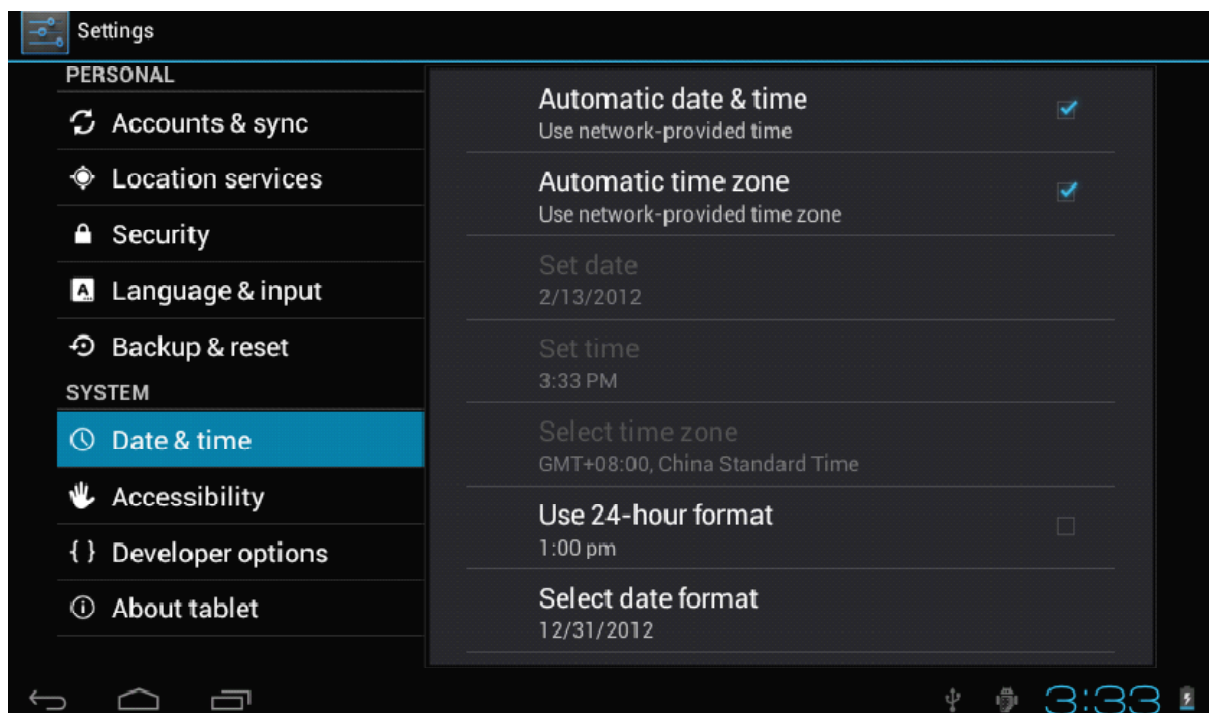 Settings
PERSONAL
Accounts & sync
Location services
Security
Language & input
Backup & reset
SYSTEM
Date & time
Accessibility
{ } Developer options
About tablet
Automatic date & time
Use network-provided time
Automatic time zone
Use network-provided time zone
Set date
2/13/2012
Set time
3:33 PM
Select time zone
GMT+08:00, China Standard Time
Use 24-hour format
1:00 pm
Select date format
12/31/2012
3:33